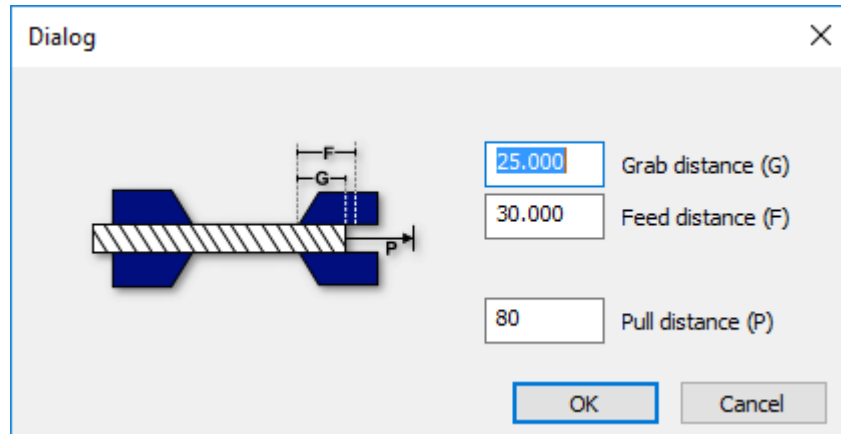 Dialog
F
G
P
25.000 Grab distance (G)
30.000 Feed distance (F)
80 Pull distance (P)
OK Cancel